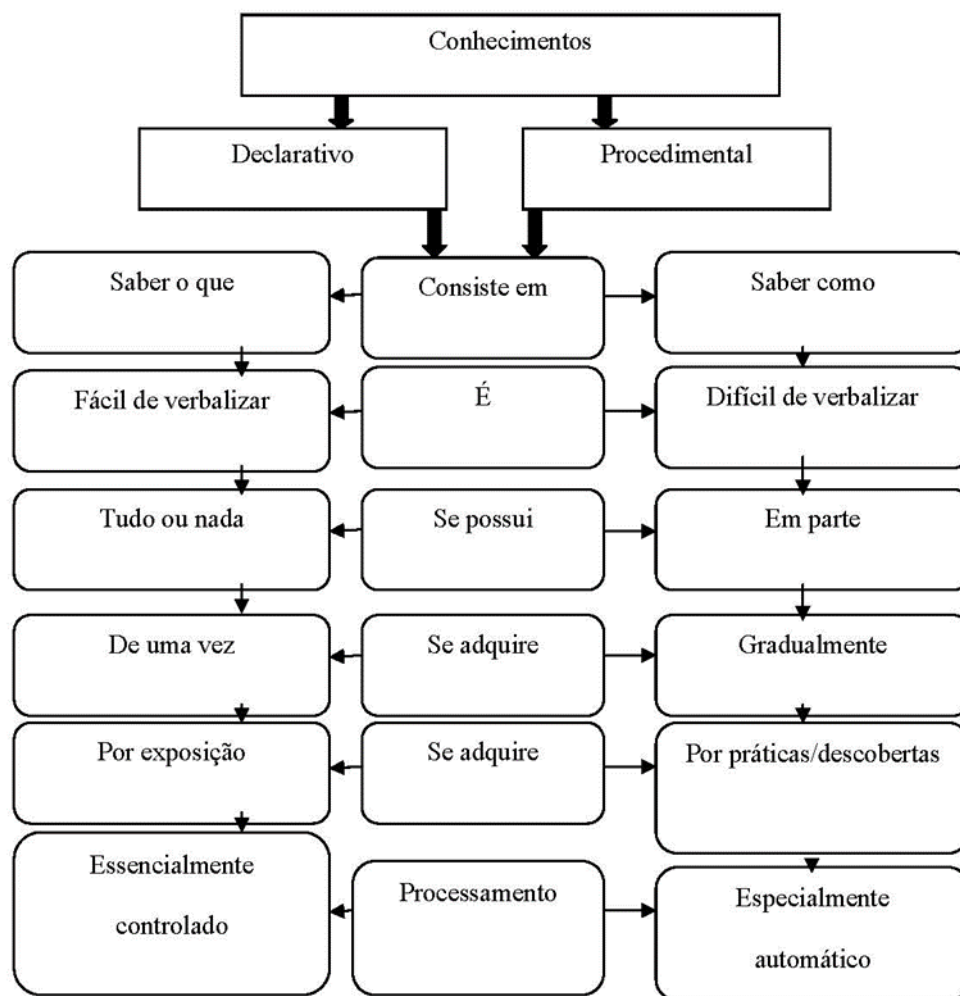 Conhecimentos
Declarativo
Procedimental
Saber o que
Consiste em
Saber como
Fácil de verbalizar
É
Difícil de verbalizar
Tudo ou nada
Se possui
Em parte
De uma vez
Se adquire
Gradualmente
Por exposição
Se adquire
Por práticas/descobertas
Essencialmente
controlado
Processamento
Especialmente
automático